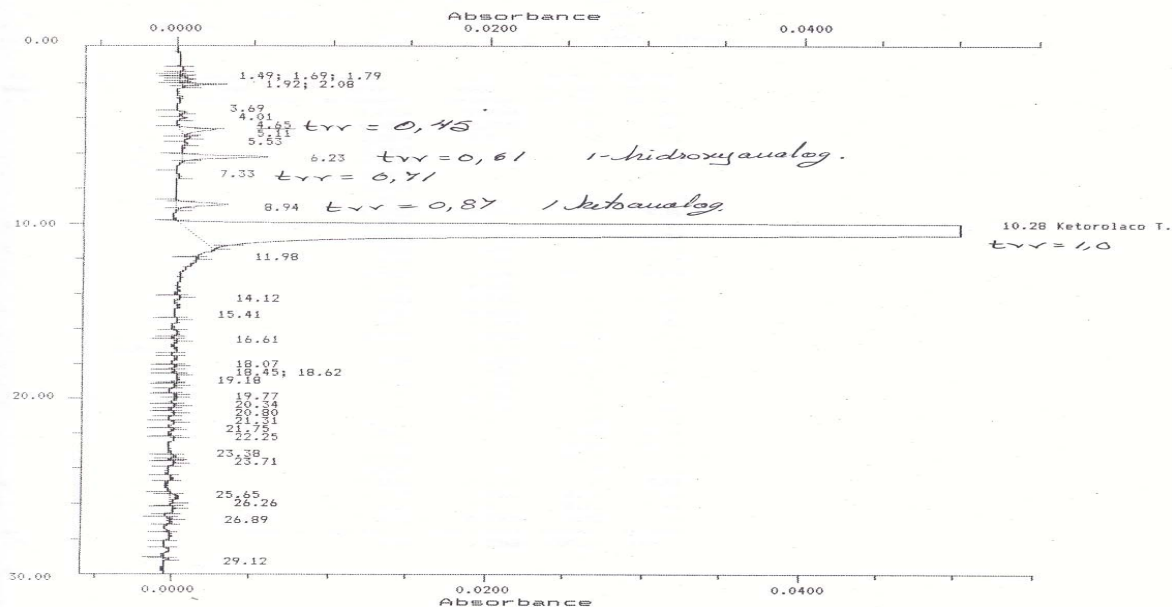 Absorbance
0.0000 0.0200 0.0400
0.00
1.49; 1.69; 1.79
1.92; 2.08
3.69
4.01
4.65 trr = 0,45
5.11
5.53
6.23 trr = 0,61 1-hidroxyanalog.
7.33 trr = 0,71
8.94 trr = 0,87 1 ketoanalog.
10.00
10.28 Ketorolaco T.
trr = 1,0
11.98
14.12
15.41
16.61
18.07
18.45; 18.62
19.18
19.77
20.00
20.34
20.80
21.31
21.75
22.25
23.38
23.71
25.65
26.26
26.89
29.12
30.00
0.0000 0.0200 0.0400
Absorbance